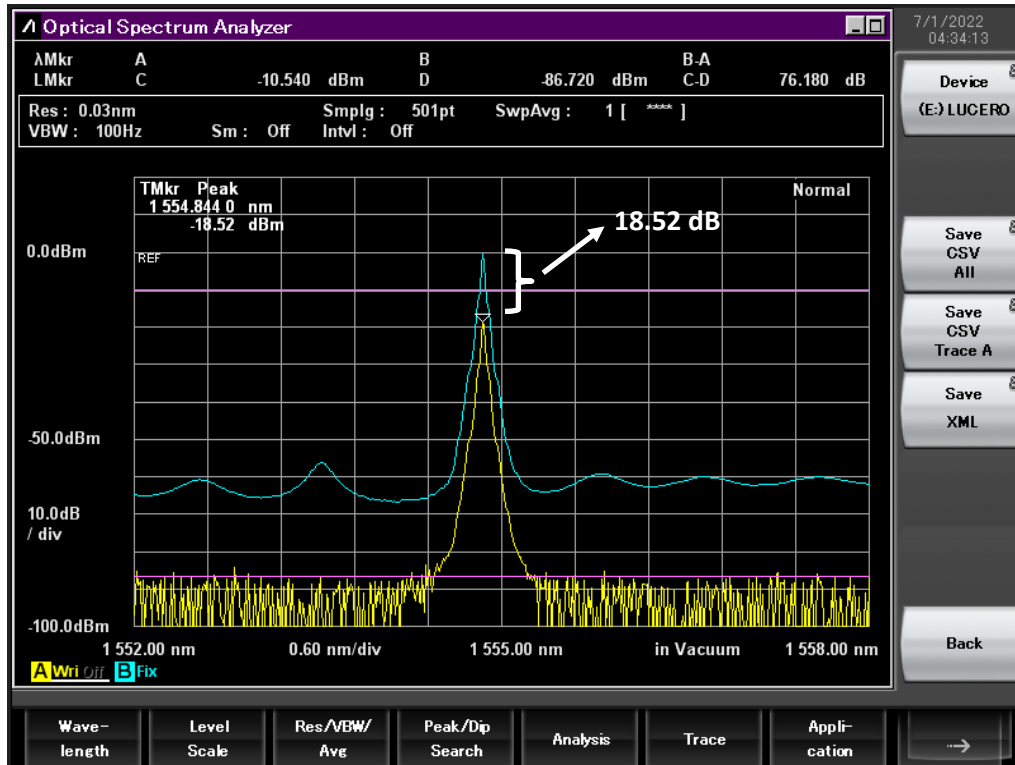 Optical Spectrum Analyzer
7/1/2022
04:34:13
λMkr A B B-A
LMkr C -10.540 dBm D -86.720 dBm C-D 76.180 dB
Res : 0.03nm Smplg : 501pt SwpAvg : 1 [ **** ]
VBW : 100Hz Sm : Off Intvl : Off
TMkr Peak
1 554.844 0 nm
-18.52 dBm
Normal
18.52 dB
0.0dBm
REF
-50.0dBm
10.0dB
/ div
-100.0dBm
1 552.00 nm 0.60 nm/div 1 555.00 nm in Vacuum 1 558.00 nm
A Wri Off B Fix
Device
(E:) LUCERO
Save
CSV
All
Save
CSV
Trace A
Save
XML
Back
Wave-
length
Level
Scale
Res/VBW/
Avg
Peak/Dip
Search
Analysis
Trace
Appli-
cation